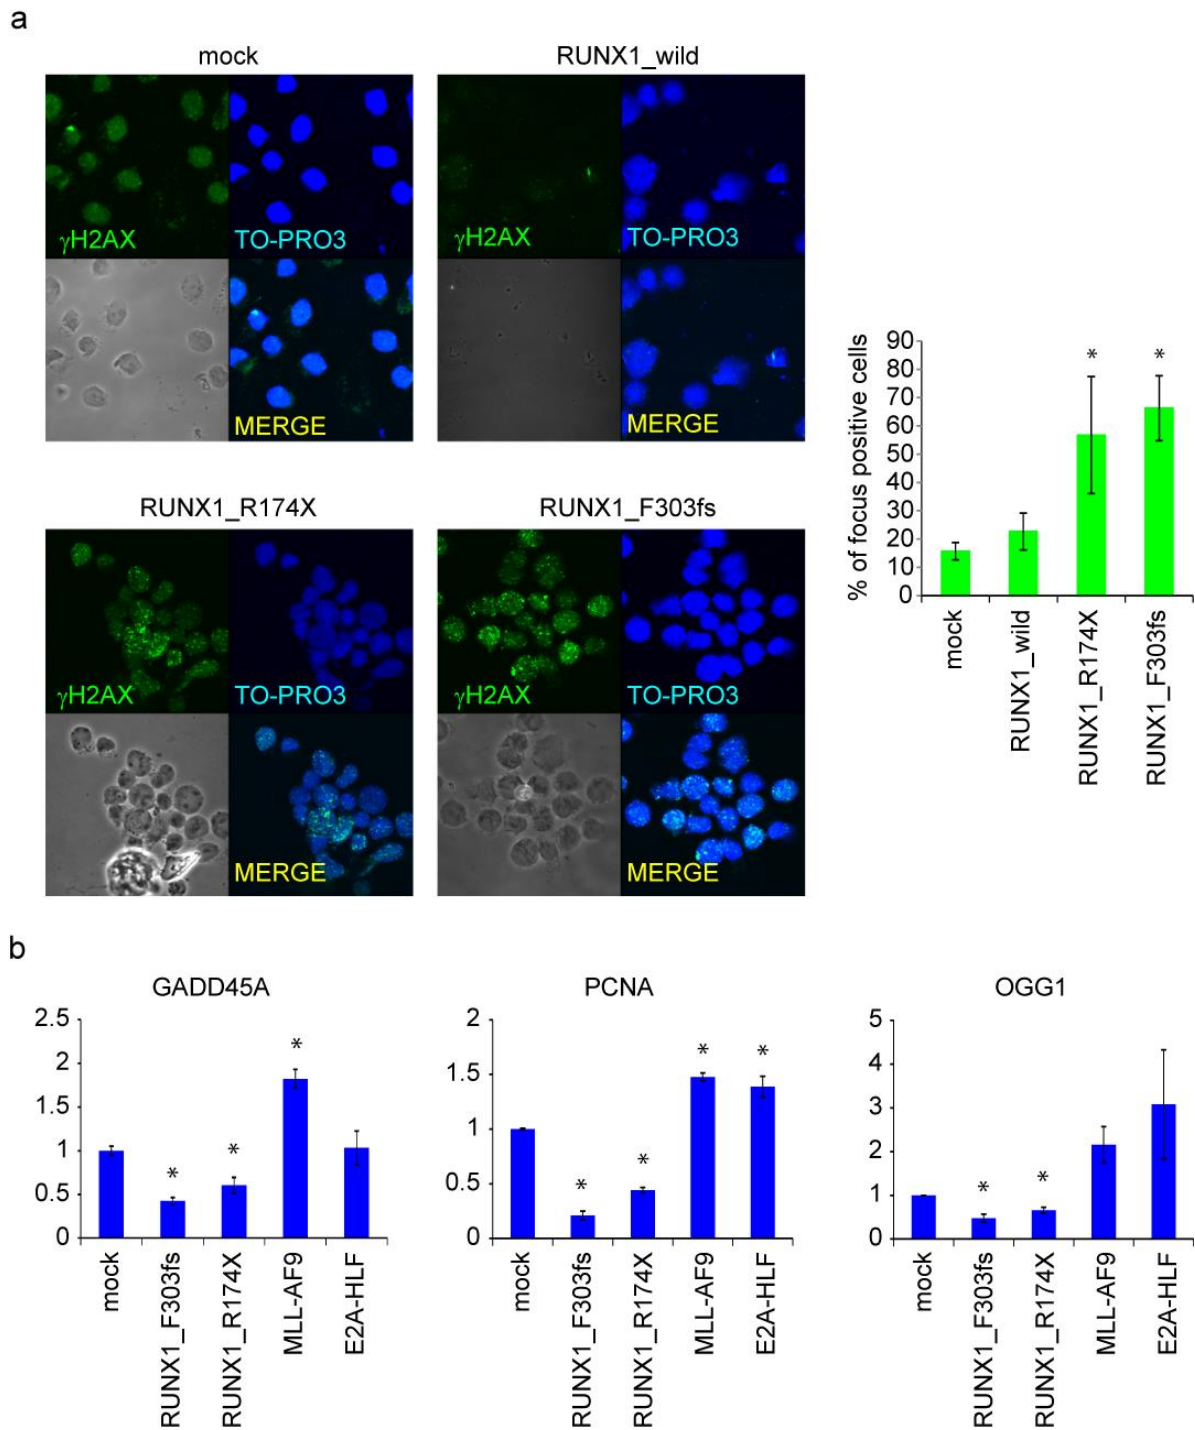 a
mock
RUNX1_wild
γH2AX
TO-PRO3
γH2AX
TO-PRO3
MERGE
MERGE
RUNX1_R174X
RUNX1_F303fs
γH2AX
TO-PRO3
γH2AX
TO-PRO3
MERGE
MERGE
% of focus positive cells
90
80
70
60
50
40
30
20
10
0
*
*
mock
RUNX1_wild
RUNX1_R174X
RUNX1_F303fs
b
GADD45A
2.5
2
1.5
1
0.5
0
*
*
*
mock
RUNX1_F303fs
RUNX1_R174X
MLL-AF9
E2A-HLF
PCNA
2
1.5
1
0.5
0
*
*
*
*
mock
RUNX1_F303fs
RUNX1_R174X
MLL-AF9
E2A-HLF
OGG1
5
4
3
2
1
0
*
*
mock
RUNX1_F303fs
RUNX1_R174X
MLL-AF9
E2A-HLF